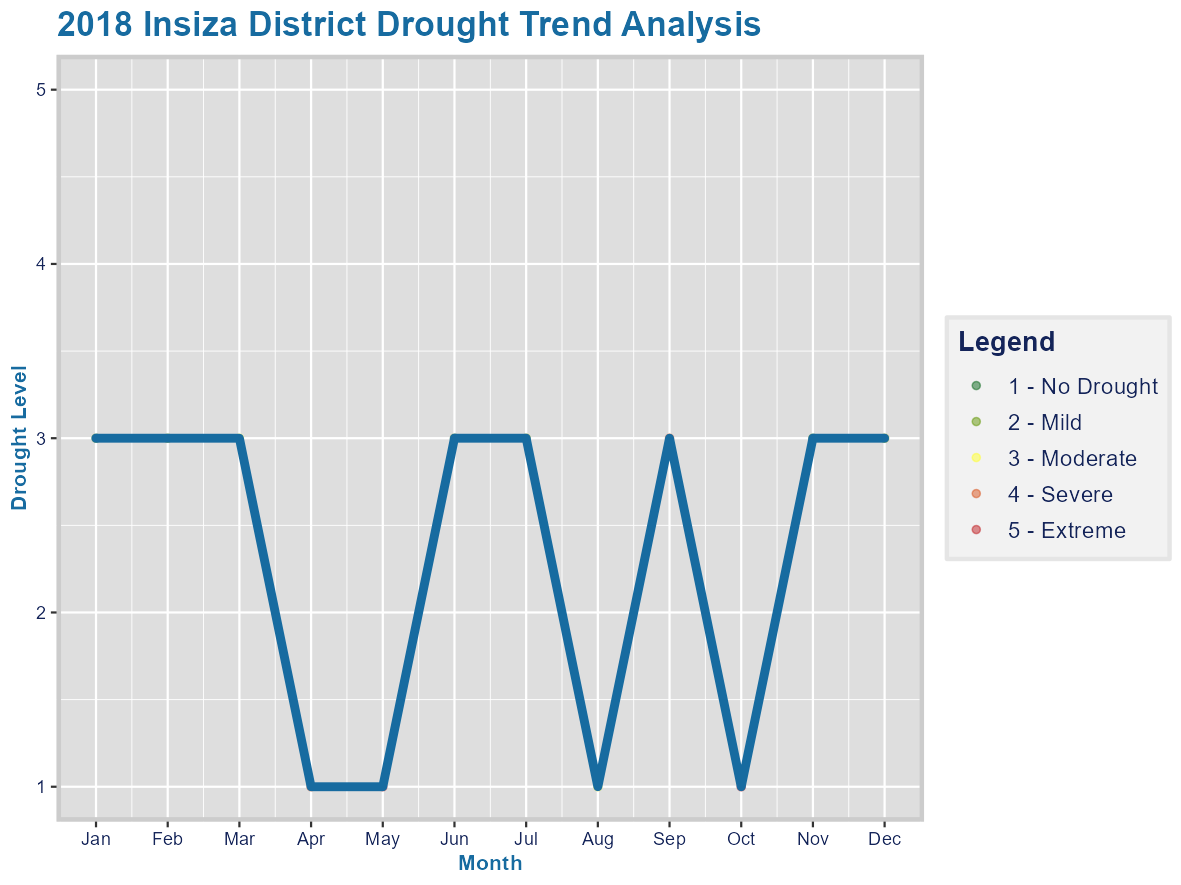 2018 Insiza District Drought Trend Analysis
5
4
3
2
1
Drought Level
Jan Feb Mar Apr May Jun Jul Aug Sep Oct Nov Dec
Month
Legend
1 - No Drought
2 - Mild
3 - Moderate
4 - Severe
5 - Extreme